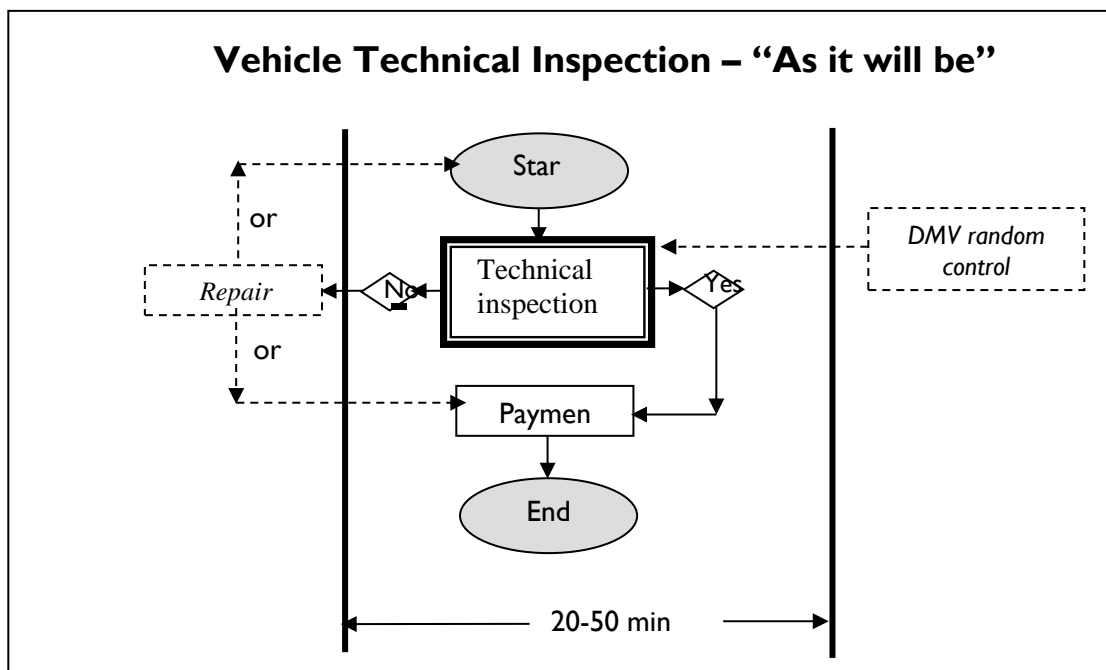 Vehicle Technical Inspection – “As it will be”
Star
or
DMV random
control
Technical
inspection
Yes
No
Repair
or
Paymen
End
20-50 min